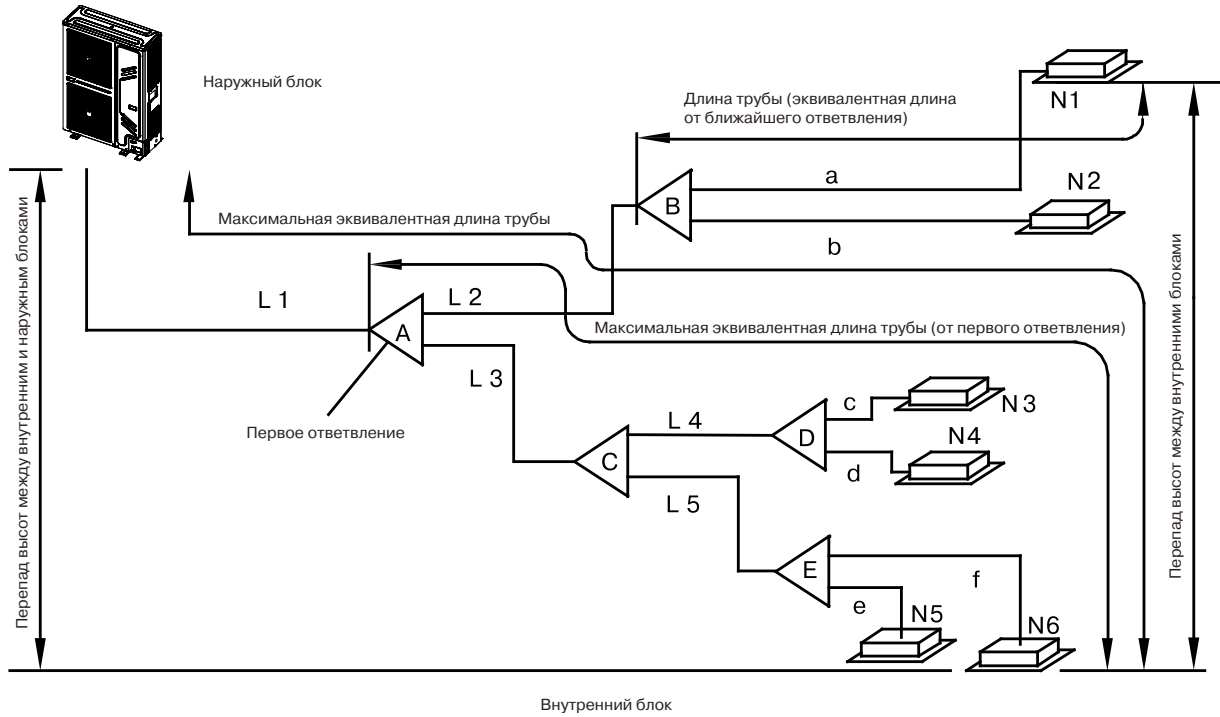 Наружный блок
N1
Длина трубы (эквивалентная длина
от ближайшего ответвления)
a
N2
B
Максимальная эквивалентная длина трубы
b
L 1
L 2
A
Максимальная эквивалентная длина трубы (от первого ответвления)
L 3
Первое ответвление
c
N3
L 4
D
N4
C
d
L 5
E
f
e
N5
N6
Перепад высот между внутренним и наружным блоками
Перепад высот между внутренними блоками
Внутренний блок